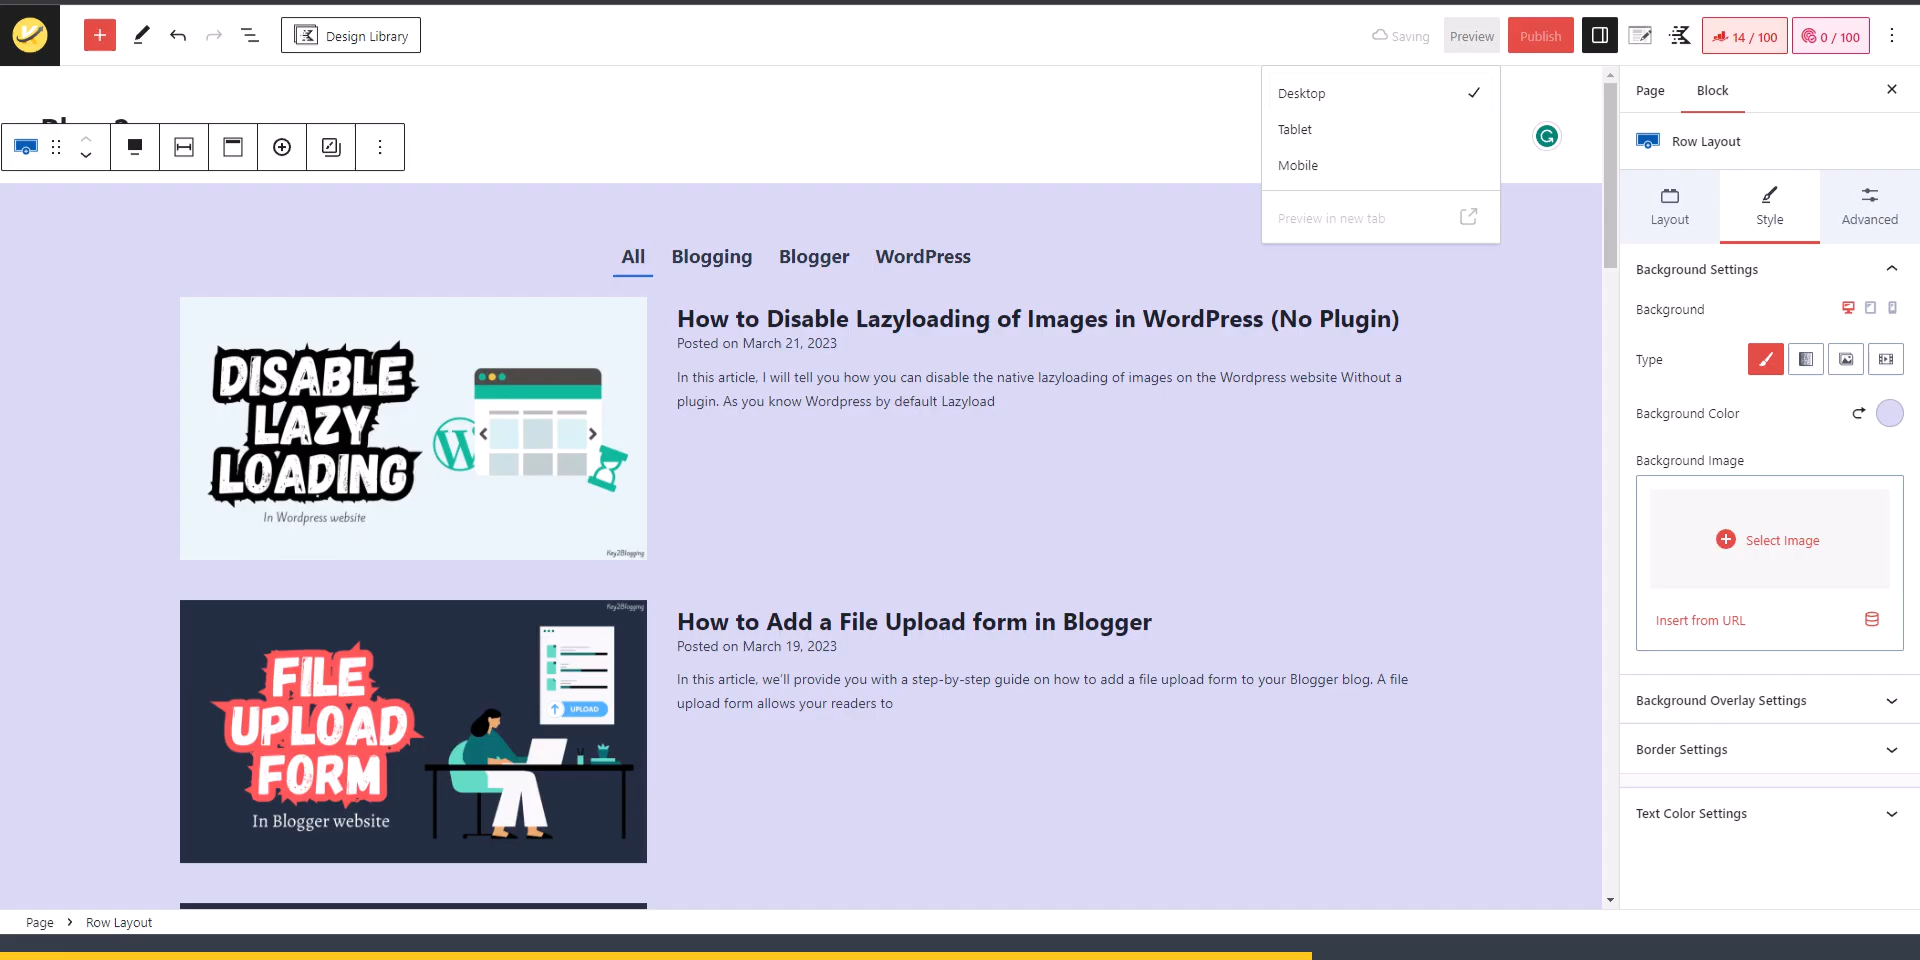 Design Library
Saving
Preview
Publish
14 / 100
0 / 100
Desktop
Tablet
Mobile
Preview in new tab
Page
Block
Row Layout
Layout
Style
Advanced
Background Settings
Background
Type
Background Color
Background Image
Select Image
Insert from URL
Background Overlay Settings
Border Settings
Text Color Settings
All
Blogging
Blogger
WordPress
DISABLE
LAZY
LOADING
In Wordpress website
Key2Blogging
How to Disable Lazyloading of Images in WordPress (No Plugin)
Posted on March 21, 2023
In this article, I will tell you how you can disable the native lazyloading of images on the Wordpress website Without a
plugin. As you know Wordpress by default Lazyload
Key2Blogging
FILE
UPLOAD
FORM
In Blogger website
UPLOAD
How to Add a File Upload form in Blogger
Posted on March 19, 2023
In this article, we’ll provide you with a step-by-step guide on how to add a file upload form to your Blogger blog. A file
upload form allows your readers to
Page
Row Layout